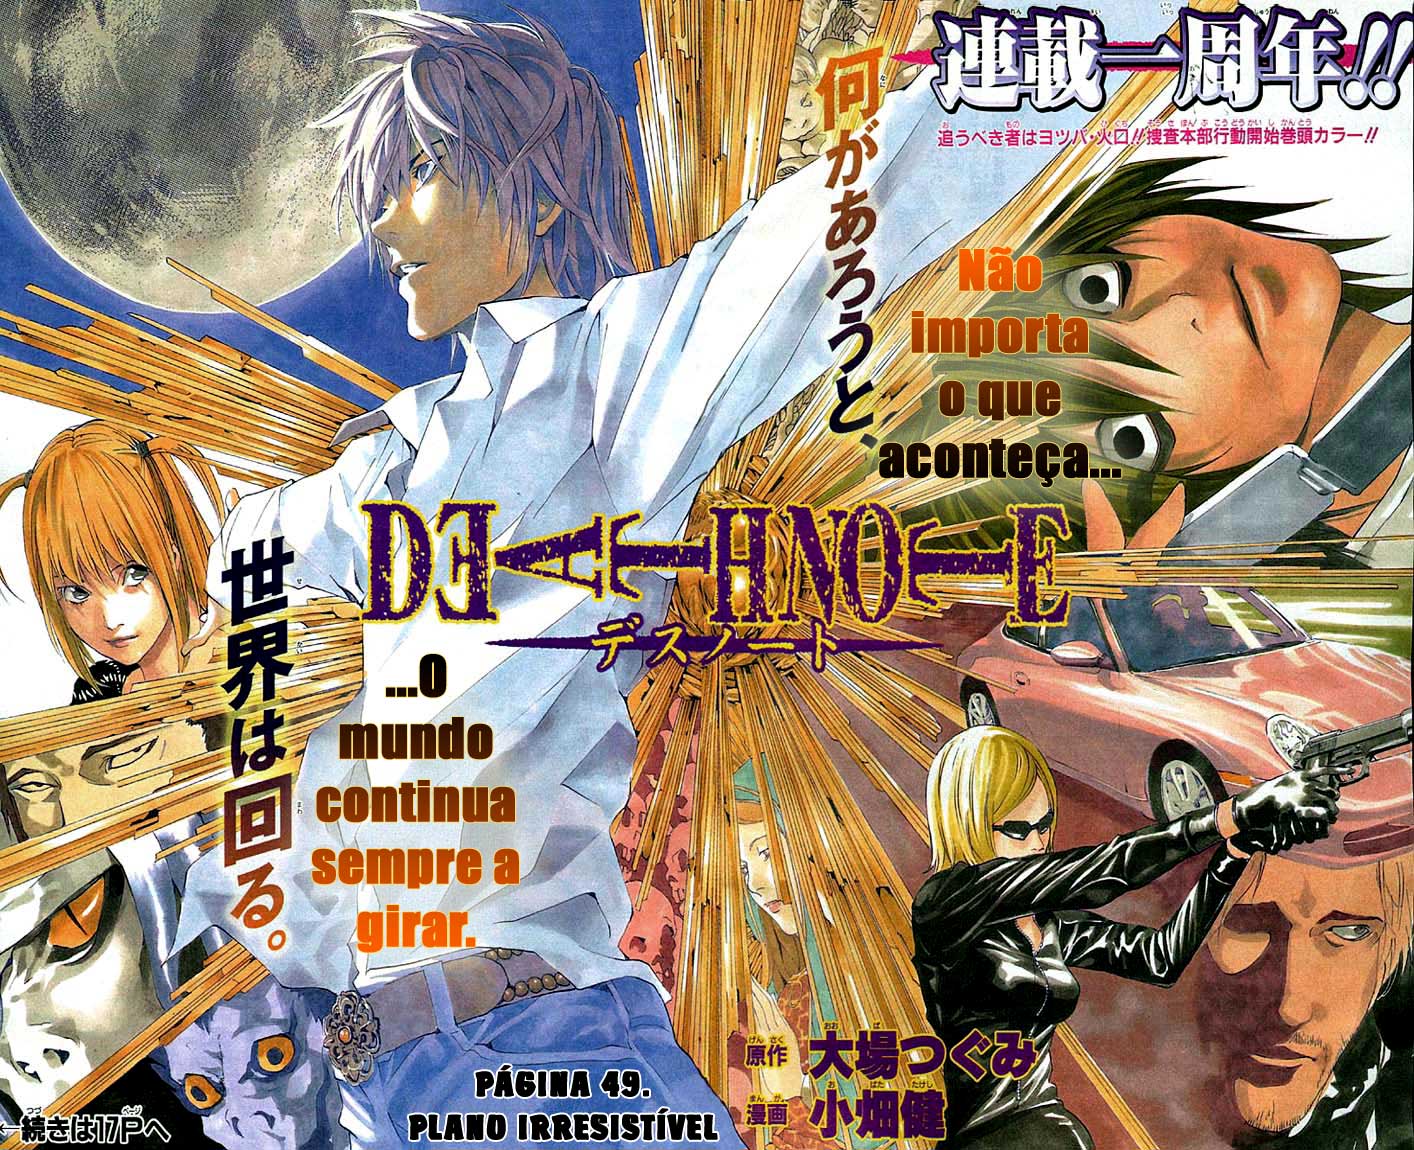 連載一周年!!
追うべき者はヨツバ・火口!!捜査本部行動開始巻頭カラー!!
何があろうと、
Não
importa
o que
aconteça...
DEATH NOTE
デスノート
世界は回る。
...O
mundo
continua
sempre a
girar.
原作 大場つぐみ
漫画 小畑健
PÁGINA 49.
PLANO IRRESISTÍVEL
←続きは17Pへ